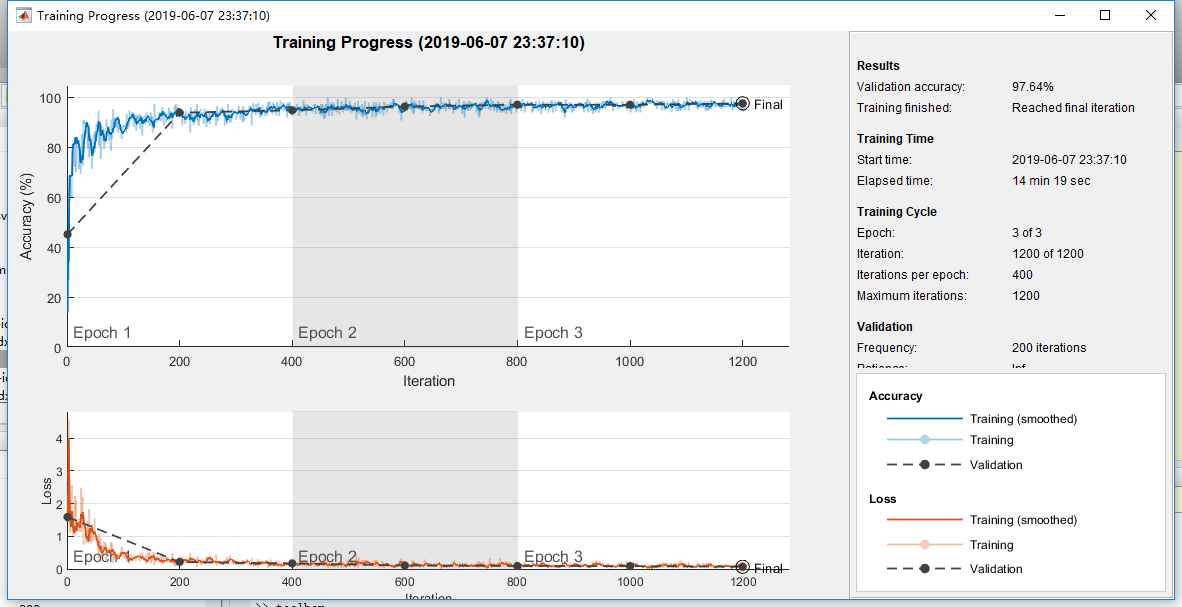 Training Progress (2019-06-07 23:37:10)
Training Progress (2019-06-07 23:37:10)
Accuracy (%)
100
80
60
40
20
0
Final
Epoch 1
Epoch 2
Epoch 3
0
200
400
600
800
1000
1200
Iteration
Loss
4
3
2
1
0
Epoch 1
Epoch 2
Epoch 3
Final
0
200
400
600
800
1000
1200
Iteration
Results
Validation accuracy: 97.64%
Training finished: Reached final iteration
Training Time
Start time: 2019-06-07 23:37:10
Elapsed time: 14 min 19 sec
Training Cycle
Epoch: 3 of 3
Iteration: 1200 of 1200
Iterations per epoch: 400
Maximum iterations: 1200
Validation
Frequency: 200 iterations
Patience: Inf
Accuracy
Training (smoothed)
Training
Validation
Loss
Training (smoothed)
Training
Validation